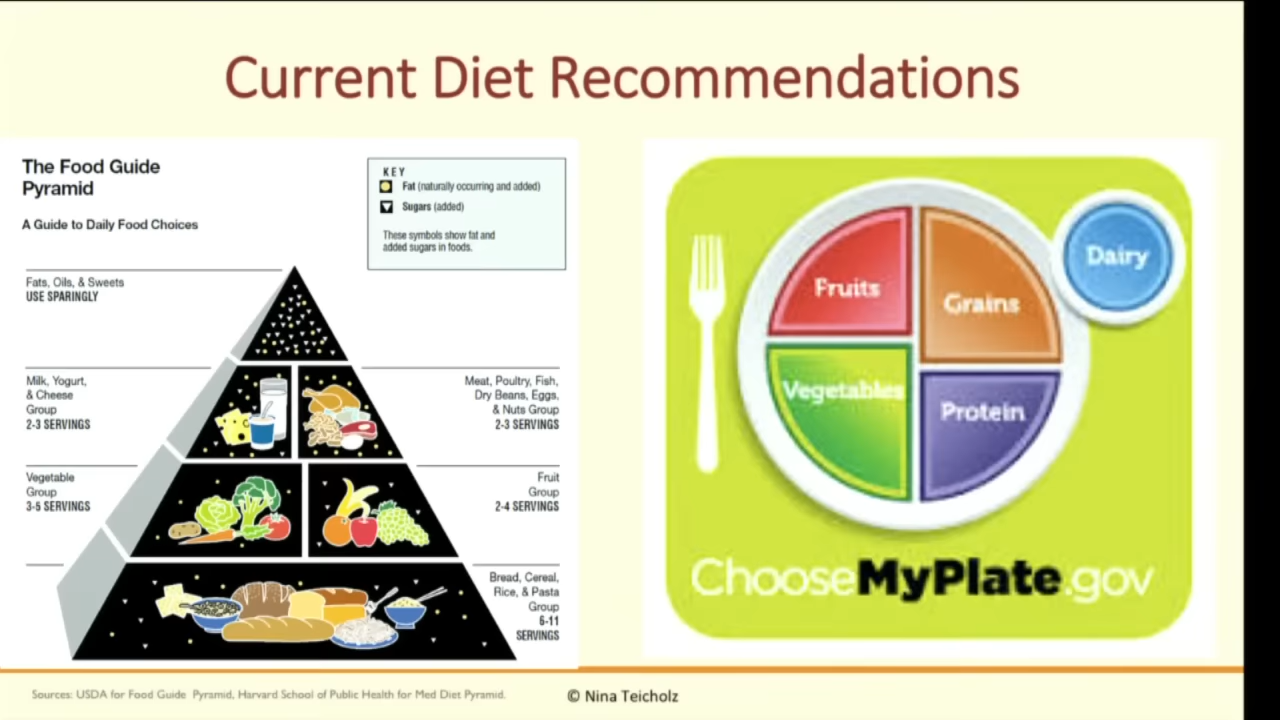 Current Diet Recommendations
The Food Guide
Pyramid
A Guide to Daily Food Choices
KEY
Fat (naturally occurring and added)
Sugars (added)
These symbols show fat and
added sugars in foods.
Fats, Oils, & Sweets
USE SPARINGLY
Milk, Yogurt,
& Cheese
Group
2-3 SERVINGS
Meat, Poultry, Fish,
Dry Beans, Eggs,
& Nuts Group
2-3 SERVINGS
Vegetable
Group
3-5 SERVINGS
Fruit
Group
2-4 SERVINGS
Bread, Cereal,
Rice, & Pasta
Group
6-11
SERVINGS
Fruits
Grains
Dairy
Vegetables
Protein
ChooseMyPlate.gov
Sources: USDA for Food Guide Pyramid, Harvard School of Public Health for Med Diet Pyramid.
© Nina Teicholz